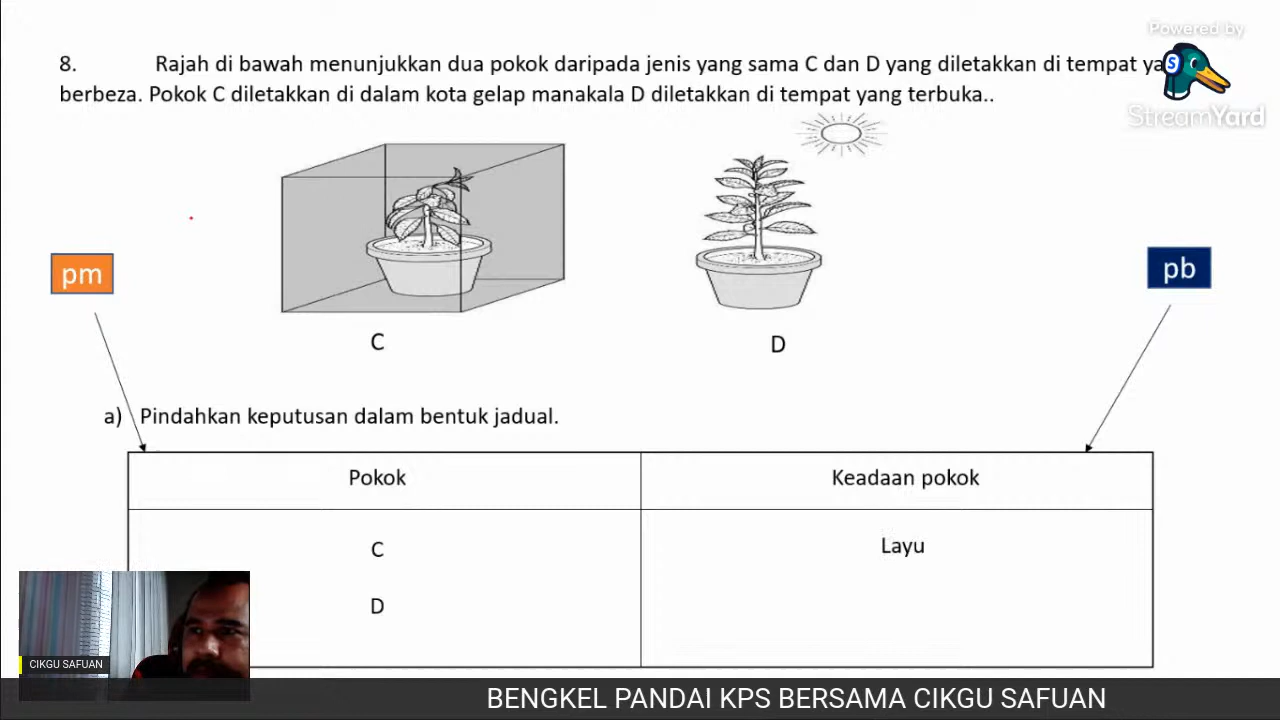 Powered by
StreamYard
8. Rajah di bawah menunjukkan dua pokok daripada jenis yang sama C dan D yang diletakkan di tempat
berbeza. Pokok C diletakkan di dalam kota gelap manakala D diletakkan di tempat yang terbuka..
C
D
pm
pb
a) Pindahkan keputusan dalam bentuk jadual.
Pokok Keadaan pokok
C Layu
D
CIKGU SAFUAN
BENGKEL PANDAI KPS BERSAMA CIKGU SAFUAN